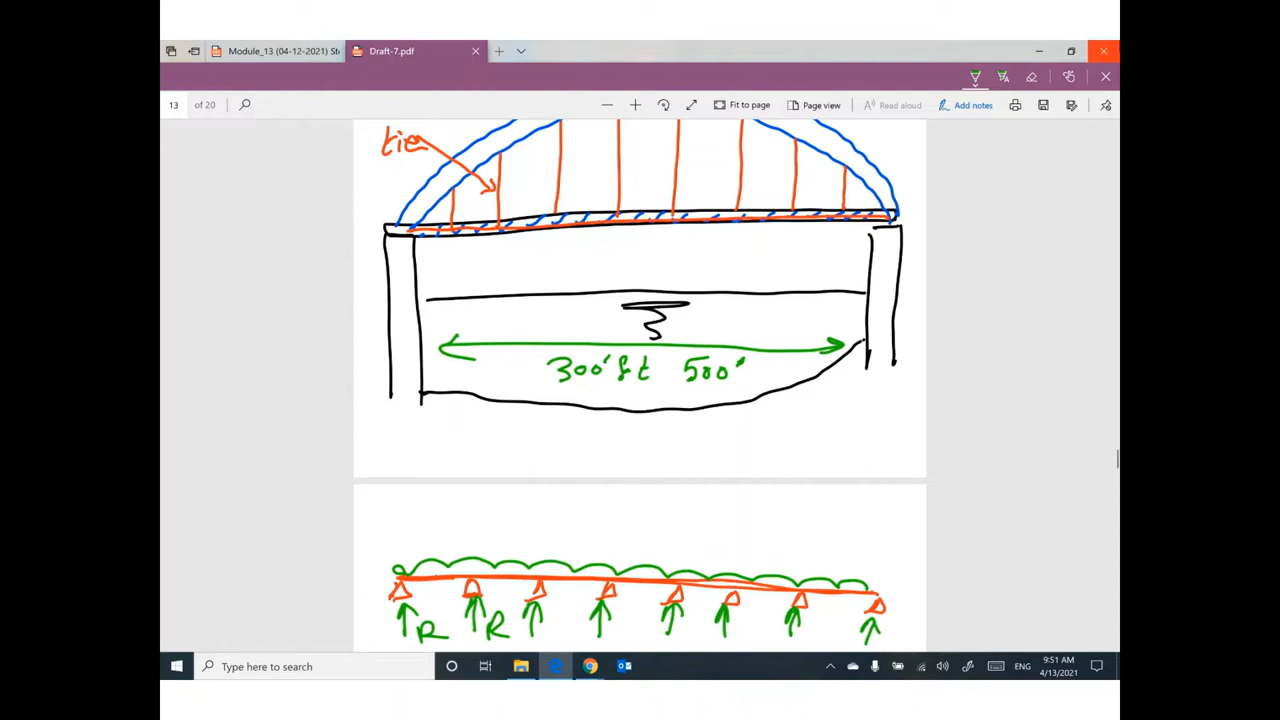 Module_13 (04-12-2021) St
Draft-7.pdf
13 of 20
Fit to page
Page view
Read aloud
Add notes
tie
300'ft 500'
R R
Type here to search
ENG
9:51 AM
4/13/2021